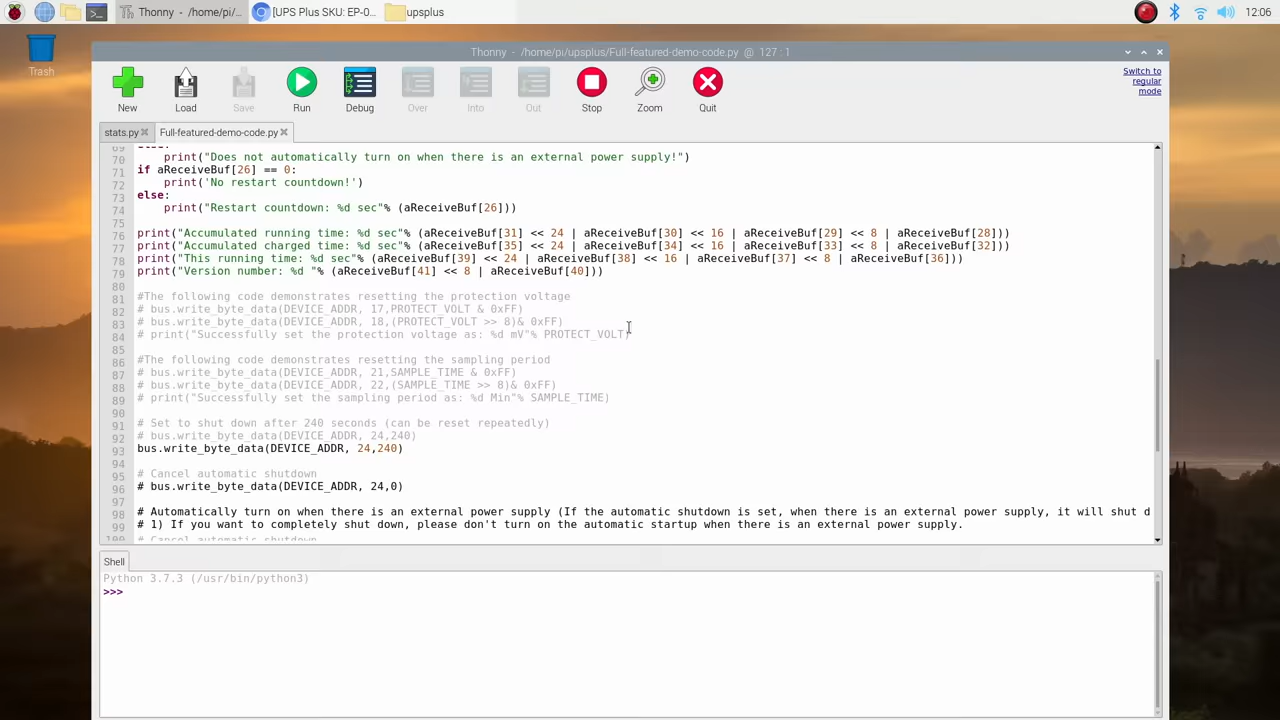 Thonny - /home/pi/...
[UPS Plus SKU: EP-0...
upsplus
12:06
Trash
Thonny - /home/pi/upsplus/Full-featured-demo-code.py @ 127 : 1
New
Load
Save
Run
Debug
Over
Into
Out
Stop
Zoom
Quit
Switch to
regular
mode
stats.py
Full-featured-demo-code.py
69 else:
70 print("Does not automatically turn on when there is an external power supply!")
71 if aReceiveBuf[26] == 0:
72 print('No restart countdown!')
73 else:
74 print("Restart countdown: %d sec"% (aReceiveBuf[26]))
75
76 print("Accumulated running time: %d sec"% (aReceiveBuf[31] << 24 | aReceiveBuf[30] << 16 | aReceiveBuf[29] << 8 | aReceiveBuf[28]))
77 print("Accumulated charged time: %d sec"% (aReceiveBuf[35] << 24 | aReceiveBuf[34] << 16 | aReceiveBuf[33] << 8 | aReceiveBuf[32]))
78 print("This running time: %d sec"% (aReceiveBuf[39] << 24 | aReceiveBuf[38] << 16 | aReceiveBuf[37] << 8 | aReceiveBuf[36]))
79 print("Version number: %d "% (aReceiveBuf[41] << 8 | aReceiveBuf[40]))
80
81 #The following code demonstrates resetting the protection voltage
82 # bus.write_byte_data(DEVICE_ADDR, 17,PROTECT_VOLT & 0xFF)
83 # bus.write_byte_data(DEVICE_ADDR, 18,(PROTECT_VOLT >> 8)& 0xFF)
84 # print("Successfully set the protection voltage as: %d mV"% PROTECT_VOLT)
85
86 #The following code demonstrates resetting the sampling period
87 # bus.write_byte_data(DEVICE_ADDR, 21,SAMPLE_TIME & 0xFF)
88 # bus.write_byte_data(DEVICE_ADDR, 22,(SAMPLE_TIME >> 8)& 0xFF)
89 # print("Successfully set the sampling period as: %d Min"% SAMPLE_TIME)
90
91 # Set to shut down after 240 seconds (can be reset repeatedly)
92 # bus.write_byte_data(DEVICE_ADDR, 24,240)
93 bus.write_byte_data(DEVICE_ADDR, 24,240)
94
95 # Cancel automatic shutdown
96 # bus.write_byte_data(DEVICE_ADDR, 24,0)
97
98 # Automatically turn on when there is an external power supply (If the automatic shutdown is set, when there is an external power supply, it will shut d
99 # 1) If you want to completely shut down, please don't turn on the automatic startup when there is an external power supply.
100 # Cancel automatic shutdown
Shell
Python 3.7.3 (/usr/bin/python3)
>>>